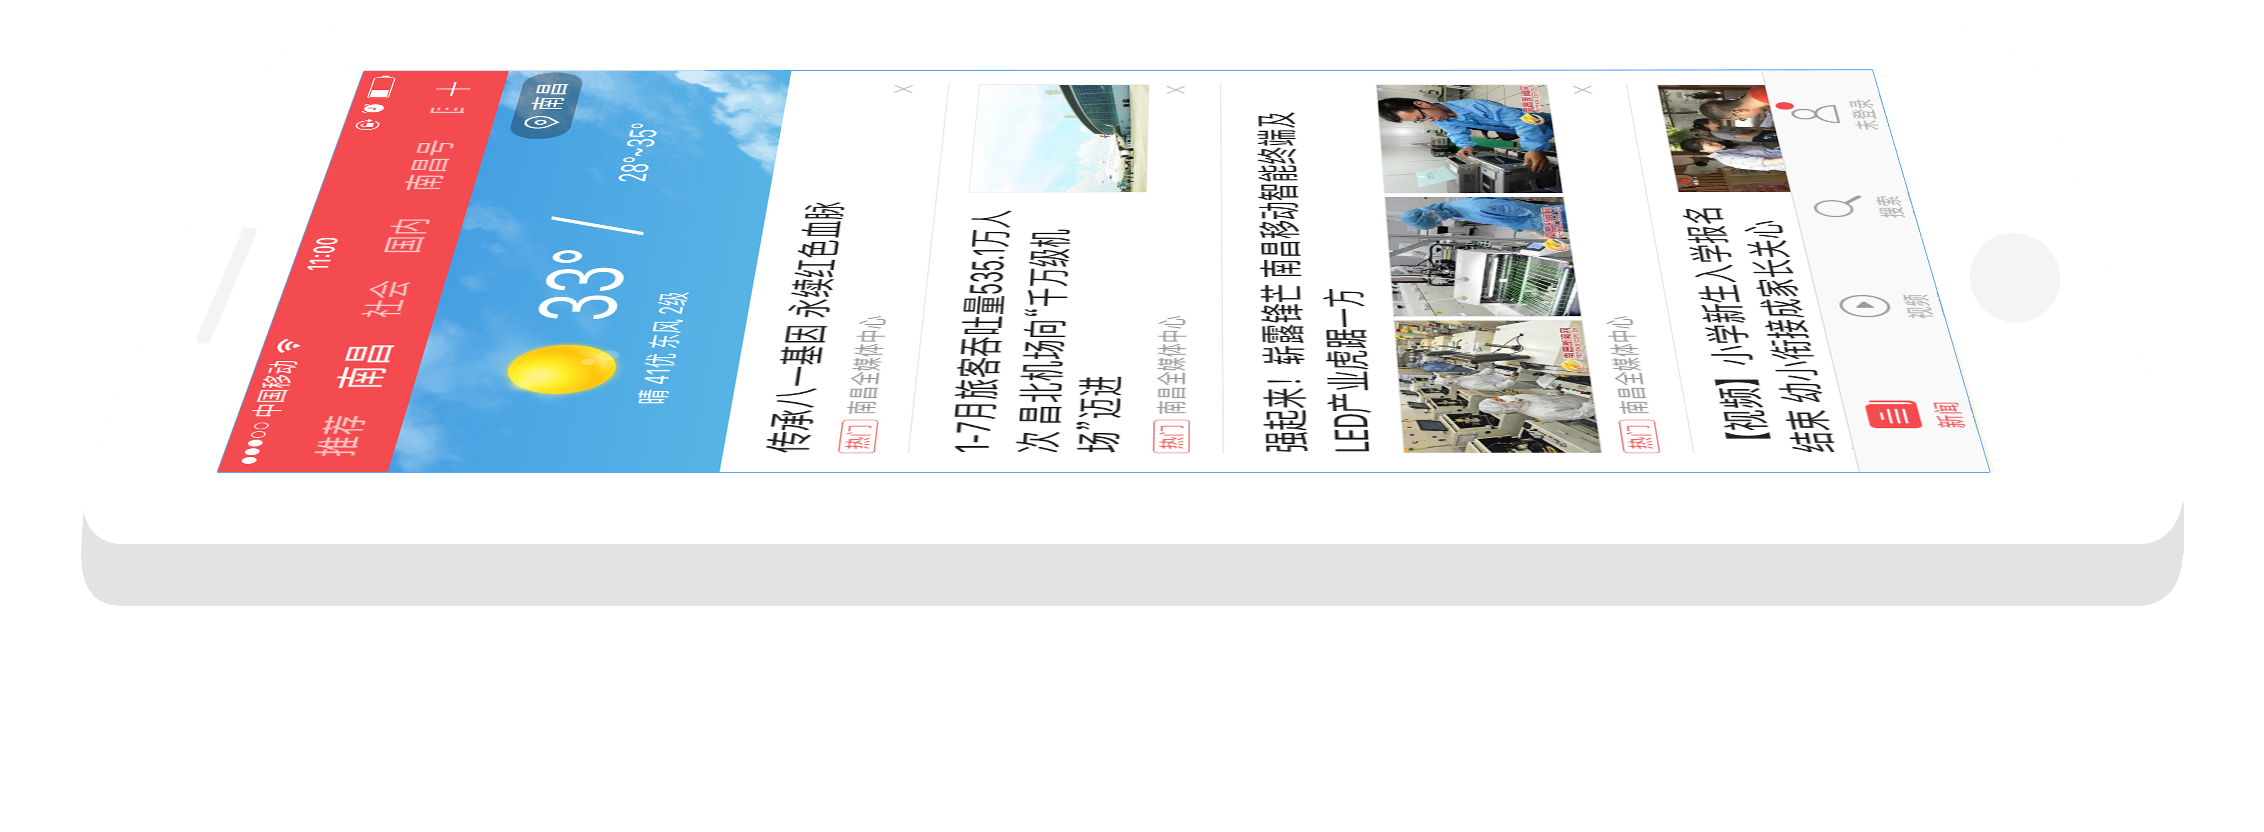 中国移动
11:00
推荐 南昌 社会 国内 南昌号
南昌
33°
28°~35°
晴 41优 东风 2级
传承八一基因 永续红色血脉
热门 南昌全媒体中心
1-7月旅客吞吐量535.1万人
次 昌北机场向“千万级机
场”迈进
热门 南昌全媒体中心
强起来！崭露锋芒 南昌移动智能终端及
LED产业虎踞一方
热门 南昌全媒体中心
【视频】小学新生入学报名
结束 幼小衔接成家长关心
新闻 视频 搜索 未登录